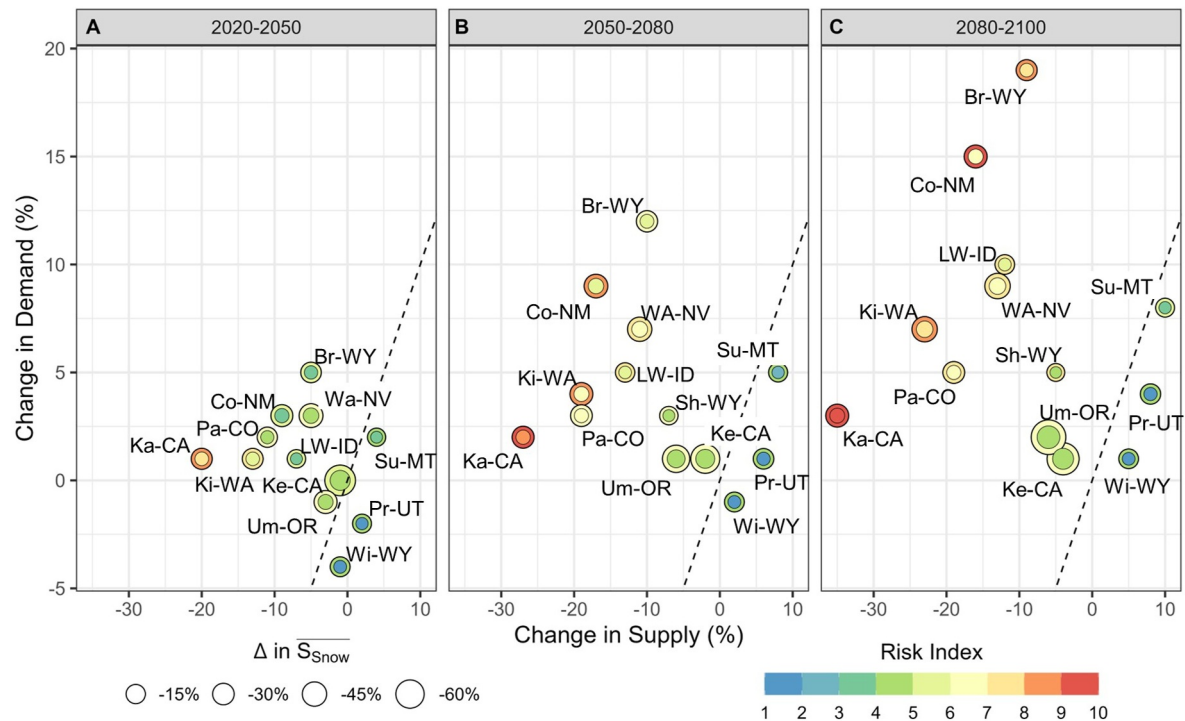 A 2020-2050
B 2050-2080
C 2080-2100
Change in Demand (%)
20
15
10
5
0
-5
Br-WY
Co-NM
Wa-NV
Pa-CO
Ka-CA
LW-ID
Su-MT
Ki-WA
Ke-CA
Um-OR
Pr-UT
Wi-WY
Br-WY
Co-NM
WA-NV
Su-MT
Ki-WA
LW-ID
Sh-WY
Pa-CO
Ke-CA
Ka-CA
Um-OR
Pr-UT
Wi-WY
Br-WY
Co-NM
LW-ID
Su-MT
Ki-WA
WA-NV
Sh-WY
Pa-CO
Um-OR
Pr-UT
Ka-CA
Ke-CA
Wi-WY
-30 -20 -10 0 10
-30 -20 -10 0 10
-30 -20 -10 0 10
Change in Supply (%)
Δ in S̅Snow
-15% -30% -45% -60%
Risk Index
1 2 3 4 5 6 7 8 9 10